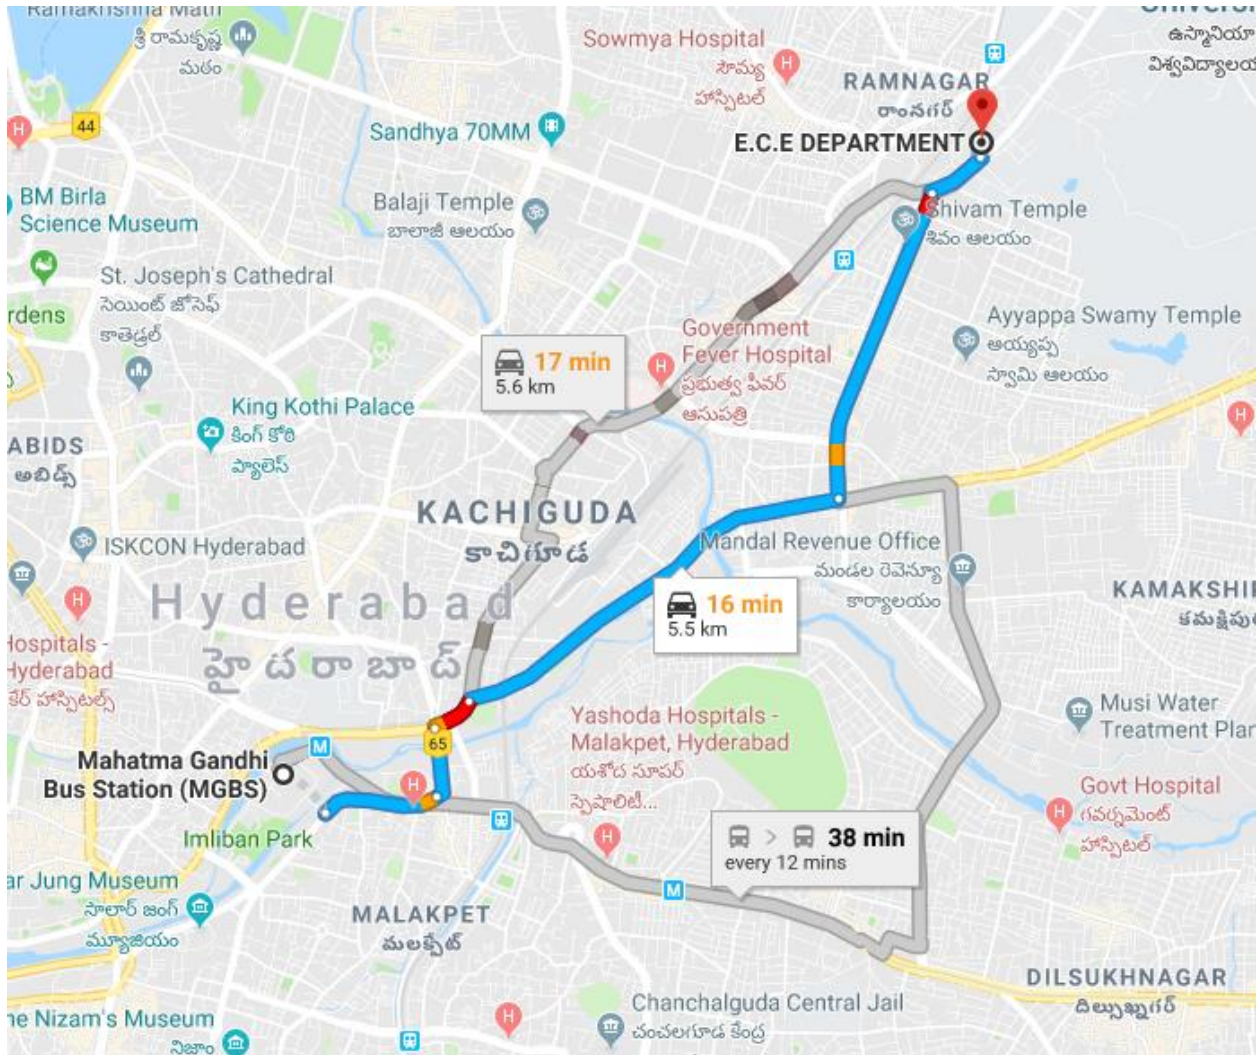 Ramakrishna Math
శ్రీ రామకృష్ణ
మఠం
Sowmya Hospital
సౌమ్య
హాస్పిటల్
RAMNAGAR
రాంనగర్
ఉస్మానియా
విశ్వవిద్యాలయ
44
Sandhya 70MM
E.C.E DEPARTMENT
BM Birla
Science Museum
Balaji Temple
బాలాజీ ఆలయం
Shivam Temple
శివం ఆలయం
St. Joseph's Cathedral
సెయింట్ జోసెఫ్
కాతెడ్రల్
rdens
Government
Fever Hospital
ప్రభుత్వ ఫీవర్
ఆసుపత్రి
Ayyappa Swamy Temple
అయ్యప్ప
స్వామి ఆలయం
17 min
5.6 km
King Kothi Palace
కింగ్ కోఠి
ప్యాలెస్
ABIDS
అబిడ్స్
KACHIGUDA
కాచిగూడ
ISKCON Hyderabad
Mandal Revenue Office
మండల రెవెన్యూ
కార్యాలయం
Hyderabad
హైదరాబాద్
16 min
5.5 km
KAMAKSHI
కమక్షిపు
Hospitals -
Hyderabad
కేర్ హాస్పిటల్స్
Musi Water
Treatment Plan
Yashoda Hospitals -
Malakpet, Hyderabad
యశోద సూపర్
స్పెషాలిటీ...
65
M
Mahatma Gandhi
Bus Station (MGBS)
Govt Hospital
గవర్నమెంట్
హాస్పిటల్
Imliban Park
38 min
every 12 mins
M
ar Jung Museum
సాలార్ జంగ్
మ్యూజియం
MALAKPET
మలక్పేట్
DILSUKHNAGAR
దిల్సుఖ్నగర్
Chanchalguda Central Jail
చంచలగూడ కేంద్ర
he Nizam's Museum
నిజాం